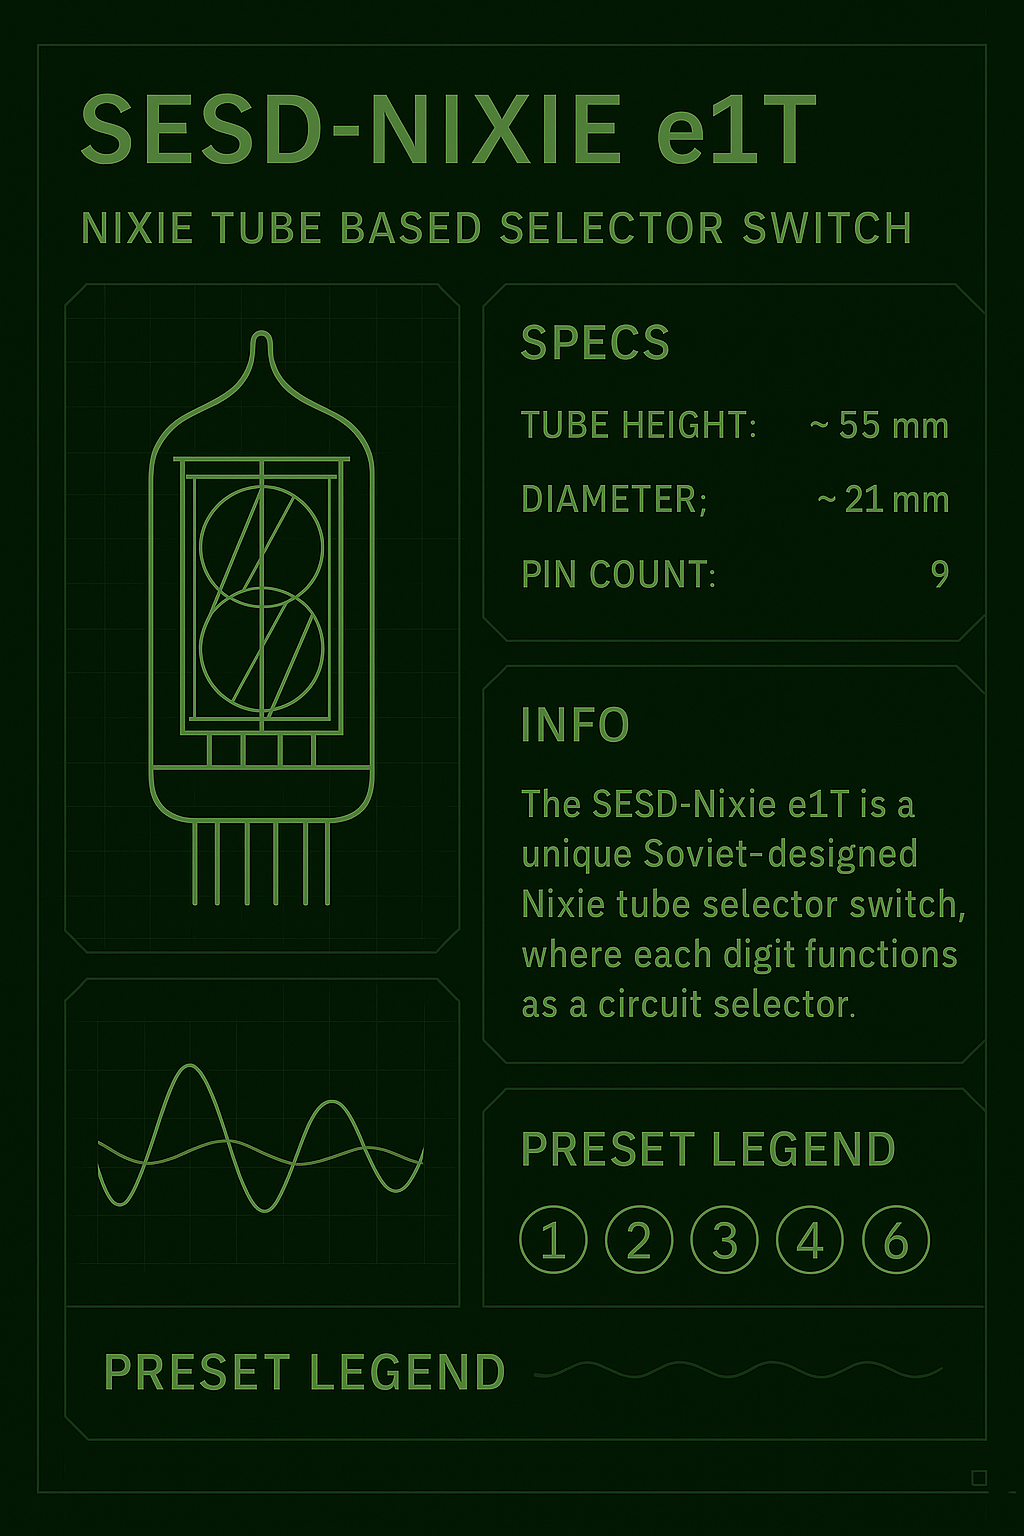 SESD-NIXIE e1T
NIXIE TUBE BASED SELECTOR SWITCH
SPECS
TUBE HEIGHT: ~ 55 mm
DIAMETER; ~ 21 mm
PIN COUNT: 9
INFO
The SESD-Nixie e1T is a
unique Soviet-designed
Nixie tube selector switch,
where each digit functions
as a circuit selector.
PRESET LEGEND
1 2 3 4 6
PRESET LEGEND